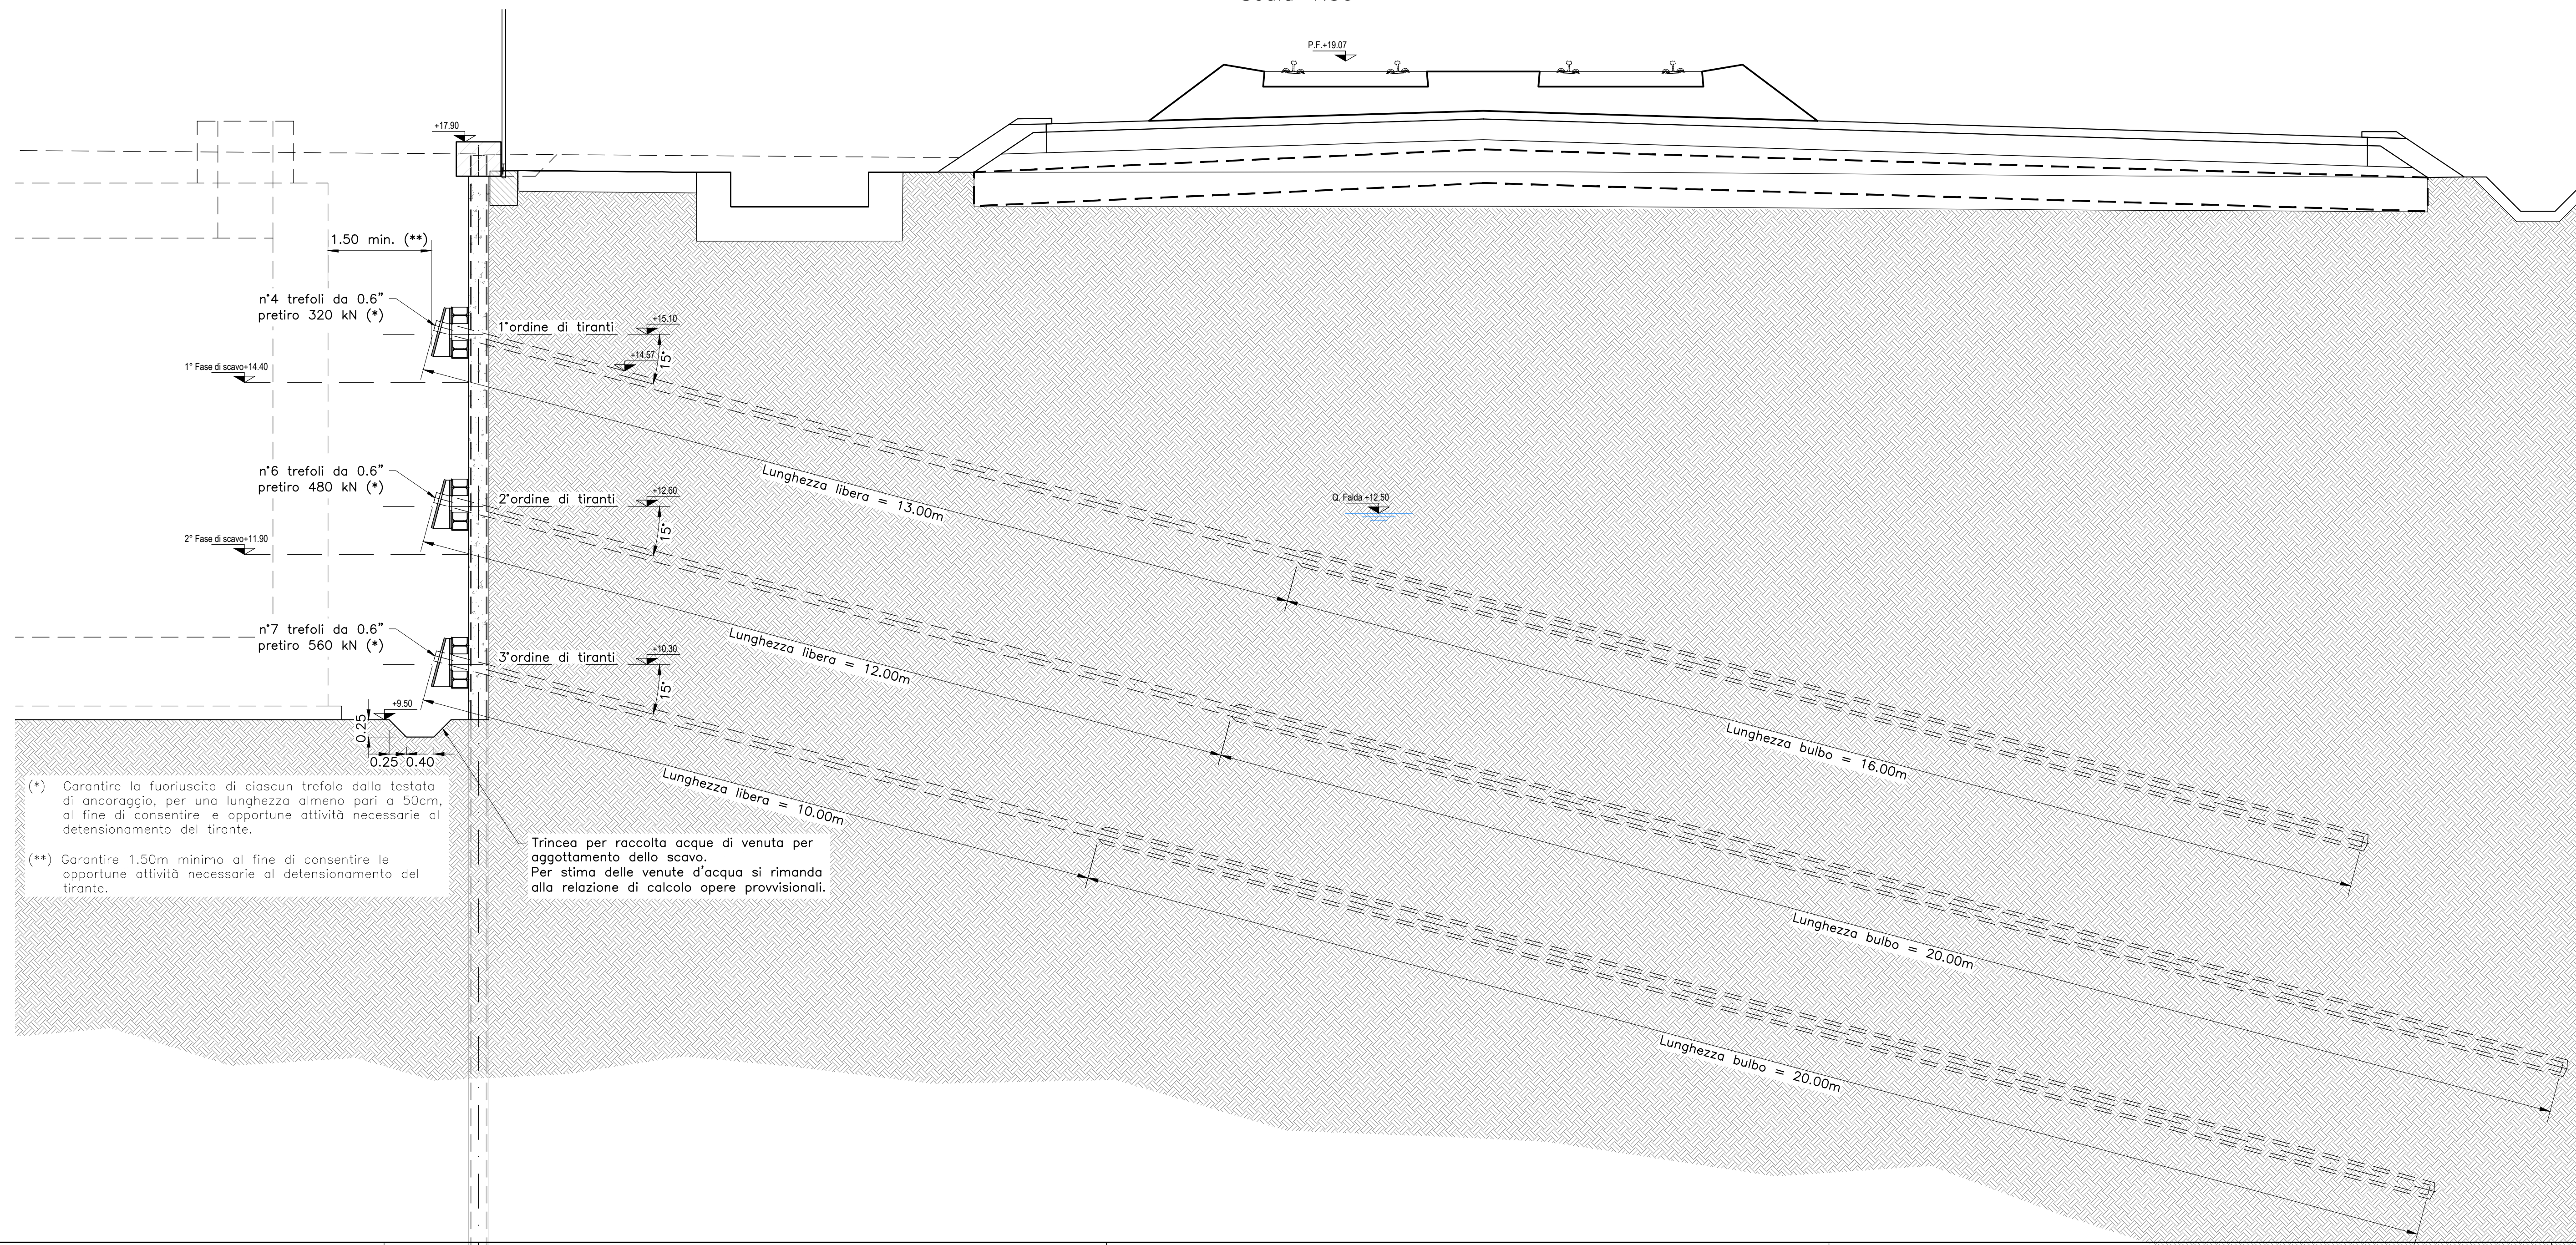 P.F.+19.07
+17.90
1.50 min. (**)
n°4 trefoli da 0.6”
pretiro 320 kN (*)
1°ordine di tiranti
+15.10
+14.57
15°
1° Fase di scavo+14.40
Lunghezza libera = 13.00m
Q. Falda +12.50
n°6 trefoli da 0.6”
pretiro 480 kN (*)
2°ordine di tiranti
+12.60
15°
2° Fase di scavo+11.90
Lunghezza libera = 12.00m
Lunghezza bulbo = 16.00m
n°7 trefoli da 0.6”
pretiro 560 kN (*)
3°ordine di tiranti
+10.30
15°
+9.50
0.25
0.25 0.40
Lunghezza libera = 10.00m
Lunghezza bulbo = 20.00m
Lunghezza bulbo = 20.00m
(*) Garantire la fuoriuscita di ciascun trefolo dalla testata
di ancoraggio, per una lunghezza almeno pari a 50cm,
al fine di consentire le opportune attività necessarie al
detensionamento del tirante.
(**) Garantire 1.50m minimo al fine di consentire le
opportune attività necessarie al detensionamento del
tirante.
Trincea per raccolta acque di venuta per
aggottamento dello scavo.
Per stima delle venute d'acqua si rimanda
alla relazione di calcolo opere provvisionali.